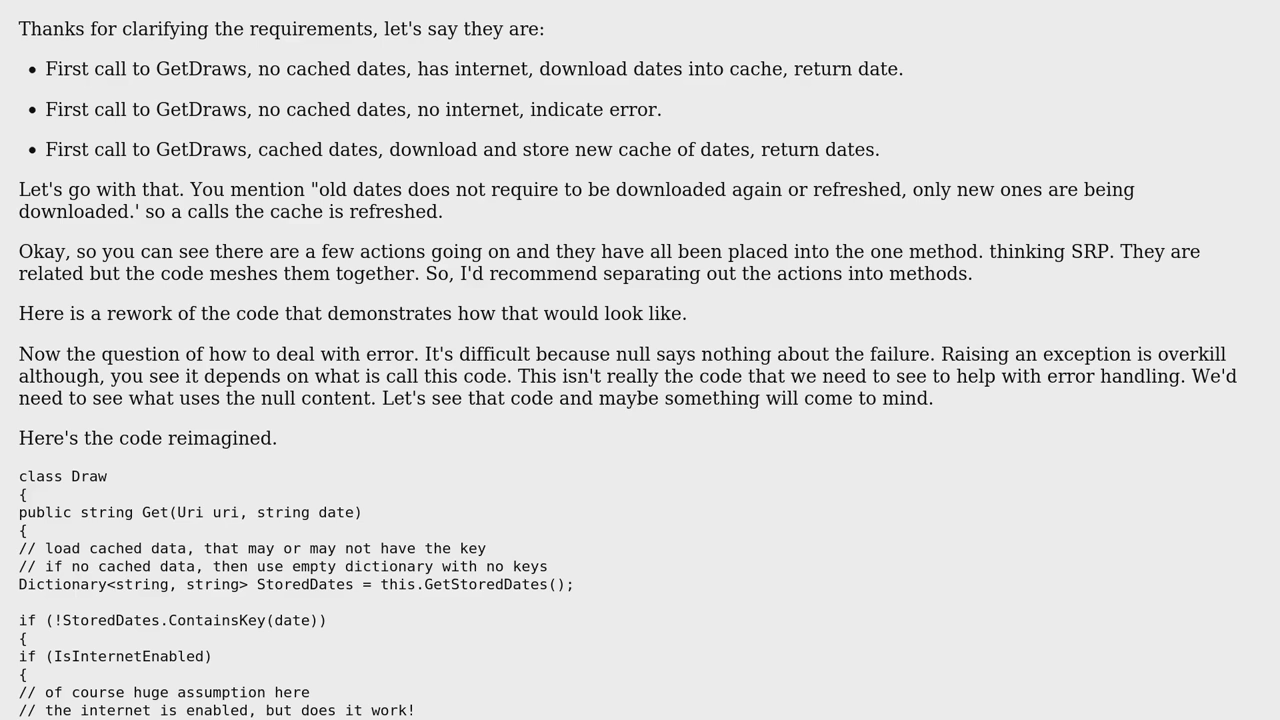 Thanks for clarifying the requirements, let's say they are:
• First call to GetDraws, no cached dates, has internet, download dates into cache, return date.
• First call to GetDraws, no cached dates, no internet, indicate error.
• First call to GetDraws, cached dates, download and store new cache of dates, return dates.
Let's go with that. You mention "old dates does not require to be downloaded again or refreshed, only new ones are being
downloaded.' so a calls the cache is refreshed.
Okay, so you can see there are a few actions going on and they have all been placed into the one method. thinking SRP. They are
related but the code meshes them together. So, I'd recommend separating out the actions into methods.
Here is a rework of the code that demonstrates how that would look like.
Now the question of how to deal with error. It's difficult because null says nothing about the failure. Raising an exception is overkill
although, you see it depends on what is call this code. This isn't really the code that we need to see to help with error handling. We'd
need to see what uses the null content. Let's see that code and maybe something will come to mind.
Here's the code reimagined.
class Draw
{
public string Get(Uri uri, string date)
{
// load cached data, that may or may not have the key
// if no cached data, then use empty dictionary with no keys
Dictionary<string, string> StoredDates = this.GetStoredDates();
if (!StoredDates.ContainsKey(date))
{
if (IsInternetEnabled)
{
// of course huge assumption here
// the internet is enabled, but does it work!